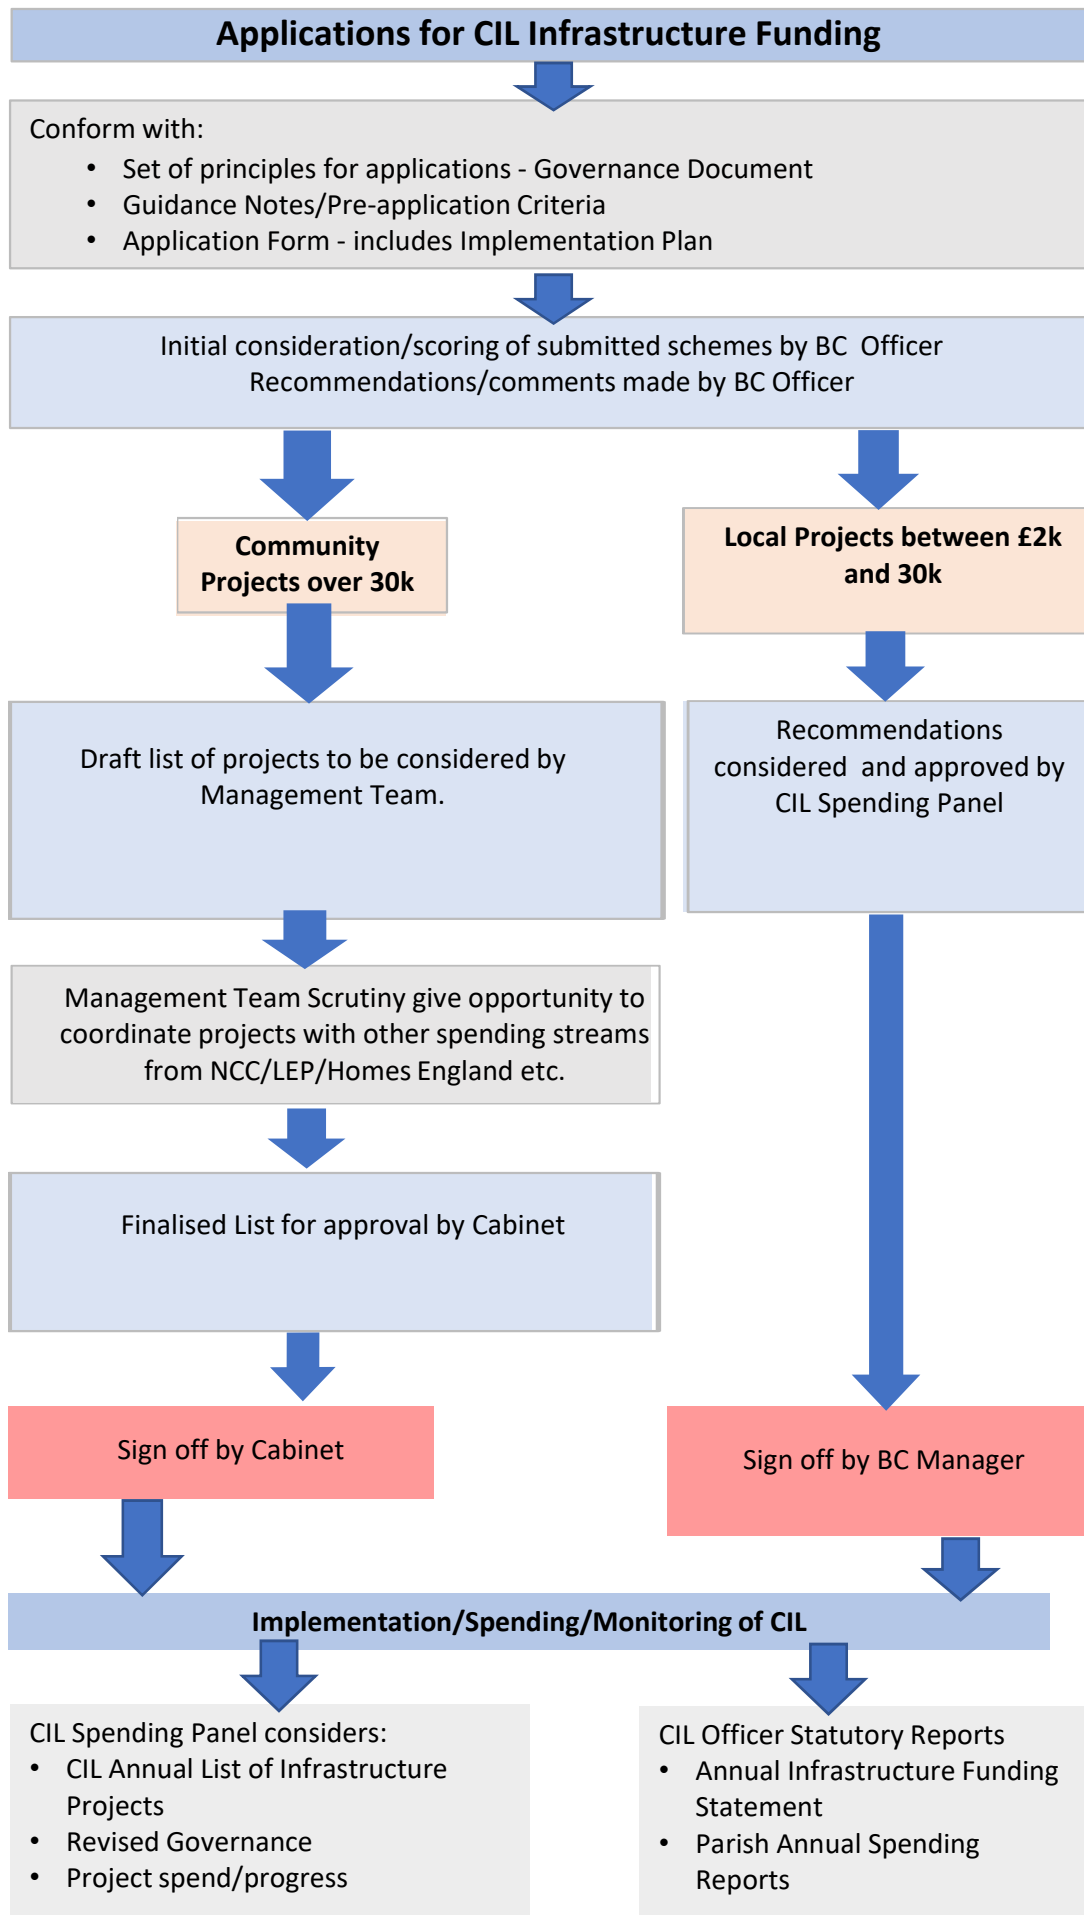 Applications for CIL Infrastructure Funding
Conform with:
• Set of principles for applications - Governance Document
• Guidance Notes/Pre-application Criteria
• Application Form - includes Implementation Plan
Initial consideration/scoring of submitted schemes by BC Officer
Recommendations/comments made by BC Officer
Community
Projects over 30k
Local Projects between £2k
and 30k
Draft list of projects to be considered by
Management Team.
Recommendations
considered and approved by
CIL Spending Panel
Management Team Scrutiny give opportunity to
coordinate projects with other spending streams
from NCC/LEP/Homes England etc.
Finalised List for approval by Cabinet
Sign off by Cabinet
Sign off by BC Manager
Implementation/Spending/Monitoring of CIL
CIL Spending Panel considers:
• CIL Annual List of Infrastructure
Projects
• Revised Governance
• Project spend/progress
CIL Officer Statutory Reports
• Annual Infrastructure Funding
Statement
• Parish Annual Spending
Reports